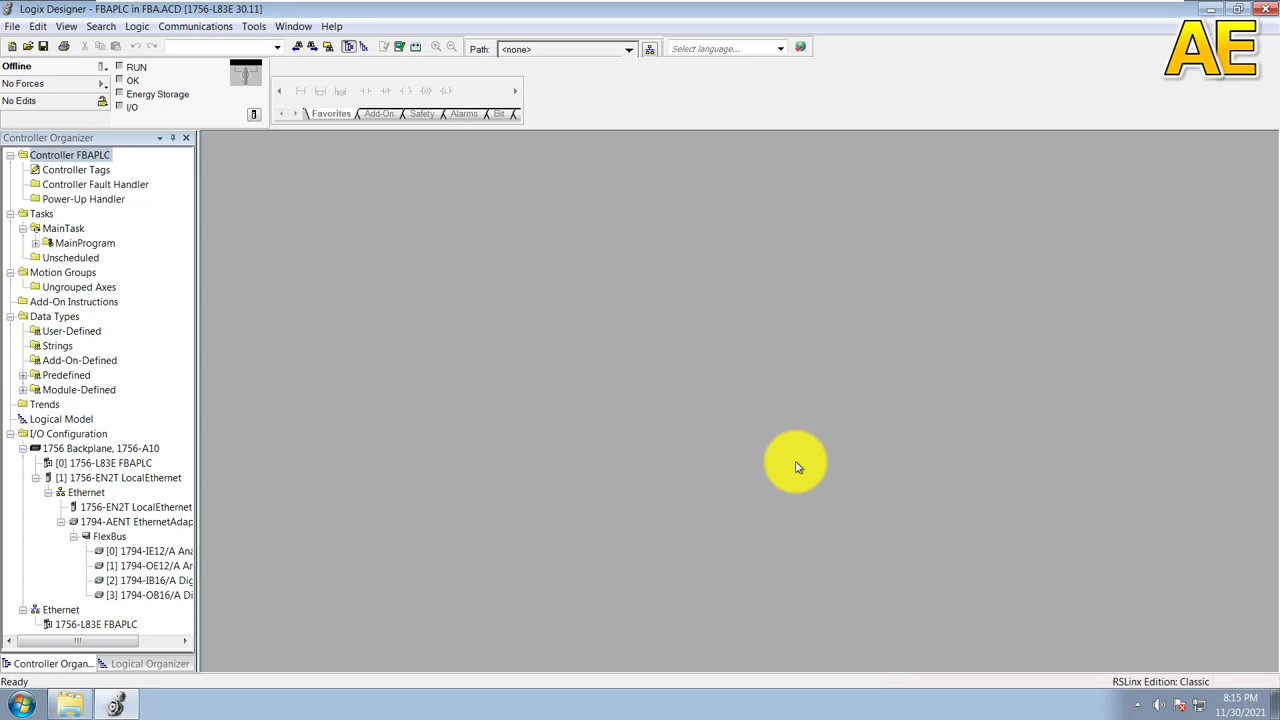 Logix Designer - FBAPLC in FBA.ACD [1756-L83E 30.11]
File Edit View Search Logic Communications Tools Window Help
AE
Path: <none>
Select language...
Offline
RUN
No Forces
OK
Energy Storage
No Edits
I/O
Favorites Add-On Safety Alarms Bit
Controller Organizer
Controller FBAPLC
Controller Tags
Controller Fault Handler
Power-Up Handler
Tasks
MainTask
MainProgram
Unscheduled
Motion Groups
Ungrouped Axes
Add-On Instructions
Data Types
User-Defined
Strings
Add-On-Defined
Predefined
Module-Defined
Trends
Logical Model
I/O Configuration
1756 Backplane, 1756-A10
[0] 1756-L83E FBAPLC
[1] 1756-EN2T LocalEthernet
Ethernet
1756-EN2T LocalEthernet
1794-AENT EthernetAdap
FlexBus
[0] 1794-IE12/A Ana
[1] 1794-OE12/A Ar
[2] 1794-IB16/A Dig
[3] 1794-OB16/A Di
Ethernet
1756-L83E FBAPLC
Controller Organ... Logical Organizer
Ready
RSLinx Edition: Classic
8:15 PM
11/30/2021